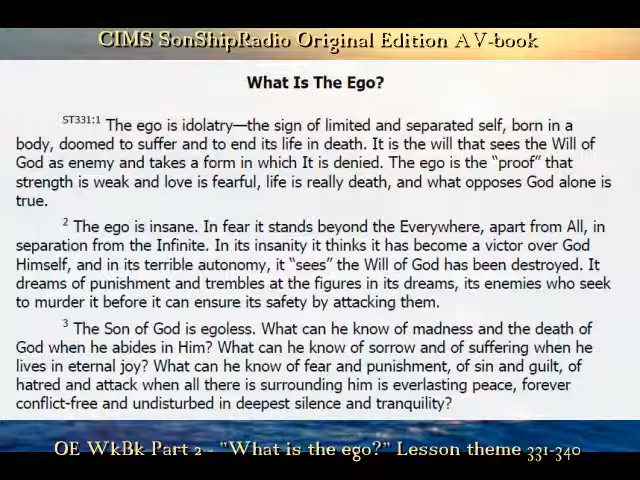 CIMS SonShipRadio Original Edition AV-book
What Is The Ego?
ST331:1 The ego is idolatry—the sign of limited and separated self, born in a
body, doomed to suffer and to end its life in death. It is the will that sees the Will of
God as enemy and takes a form in which It is denied. The ego is the “proof” that
strength is weak and love is fearful, life is really death, and what opposes God alone is
true.
2 The ego is insane. In fear it stands beyond the Everywhere, apart from All, in
separation from the Infinite. In its insanity it thinks it has become a victor over God
Himself, and in its terrible autonomy, it “sees” the Will of God has been destroyed. It
dreams of punishment and trembles at the figures in its dreams, its enemies who seek
to murder it before it can ensure its safety by attacking them.
3 The Son of God is egoless. What can he know of madness and the death of
God when he abides in Him? What can he know of sorrow and of suffering when he
lives in eternal joy? What can he know of fear and punishment, of sin and guilt, of
hatred and attack when all there is surrounding him is everlasting peace, forever
conflict-free and undisturbed in deepest silence and tranquility?
OE WkBk Part 2 - "What is the ego?" Lesson theme 331-340